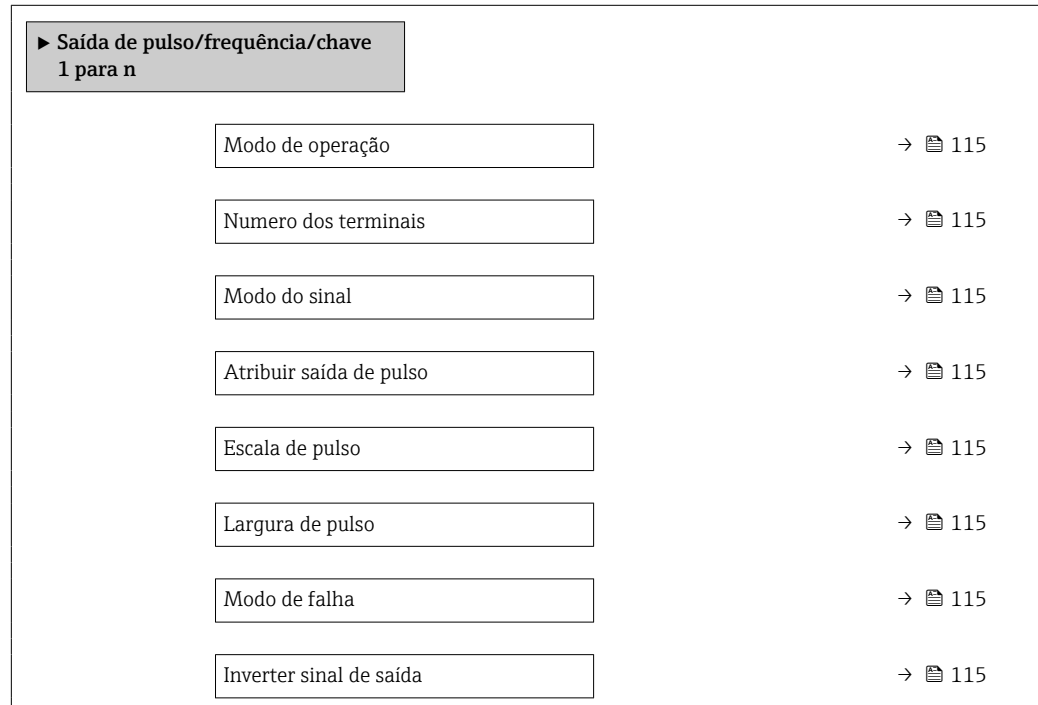 ▶ Saída de pulso/frequência/chave
1 para n
Modo de operação → 115
Numero dos terminais → 115
Modo do sinal → 115
Atribuir saída de pulso → 115
Escala de pulso → 115
Largura de pulso → 115
Modo de falha → 115
Inverter sinal de saída → 115